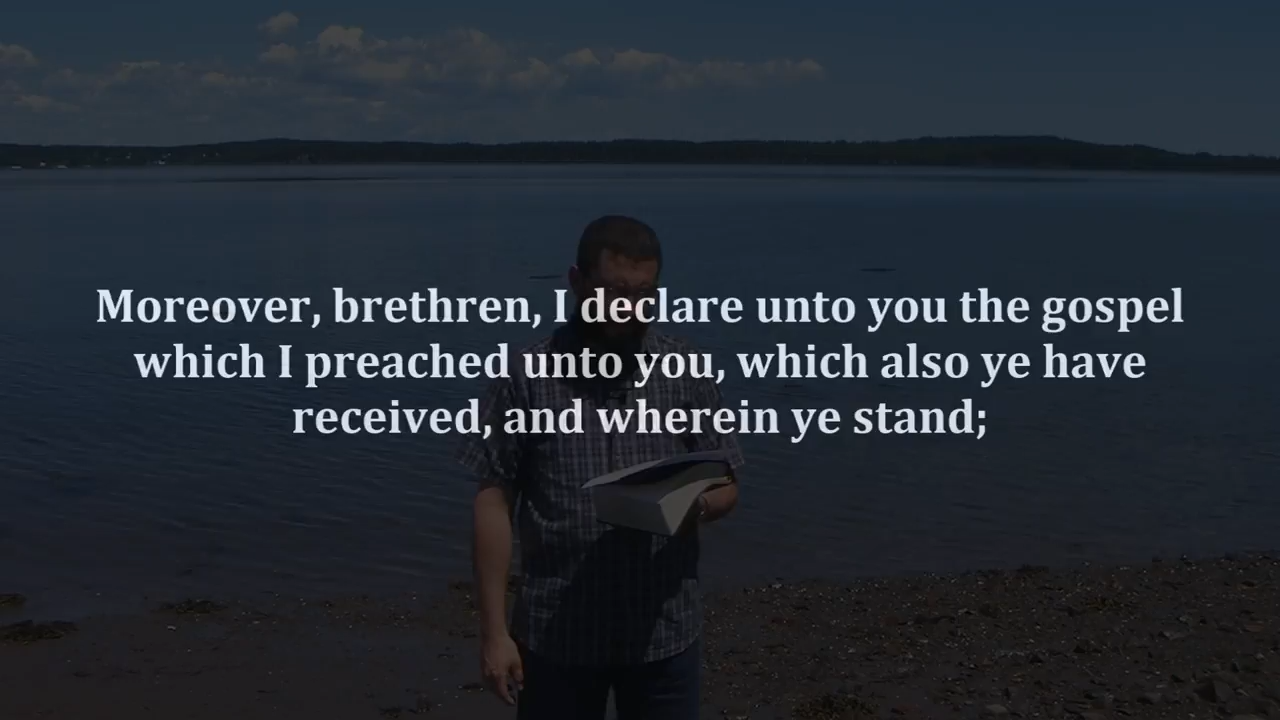 Moreover, brethren, I declare unto you the gospel
which I preached unto you, which also ye have
received, and wherein ye stand;